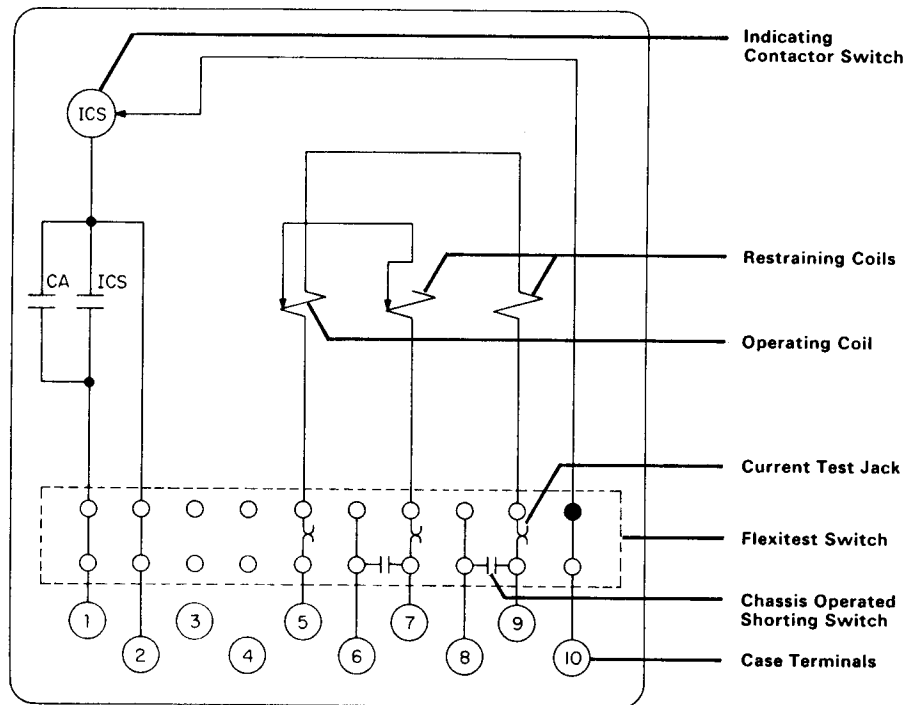 Indicating
Contactor Switch
ICS
CA
ICS
Restraining Coils
Operating Coil
Current Test Jack
Flexitest Switch
Chassis Operated
Shorting Switch
1
3
5
7
9
2
4
6
8
10
Case Terminals